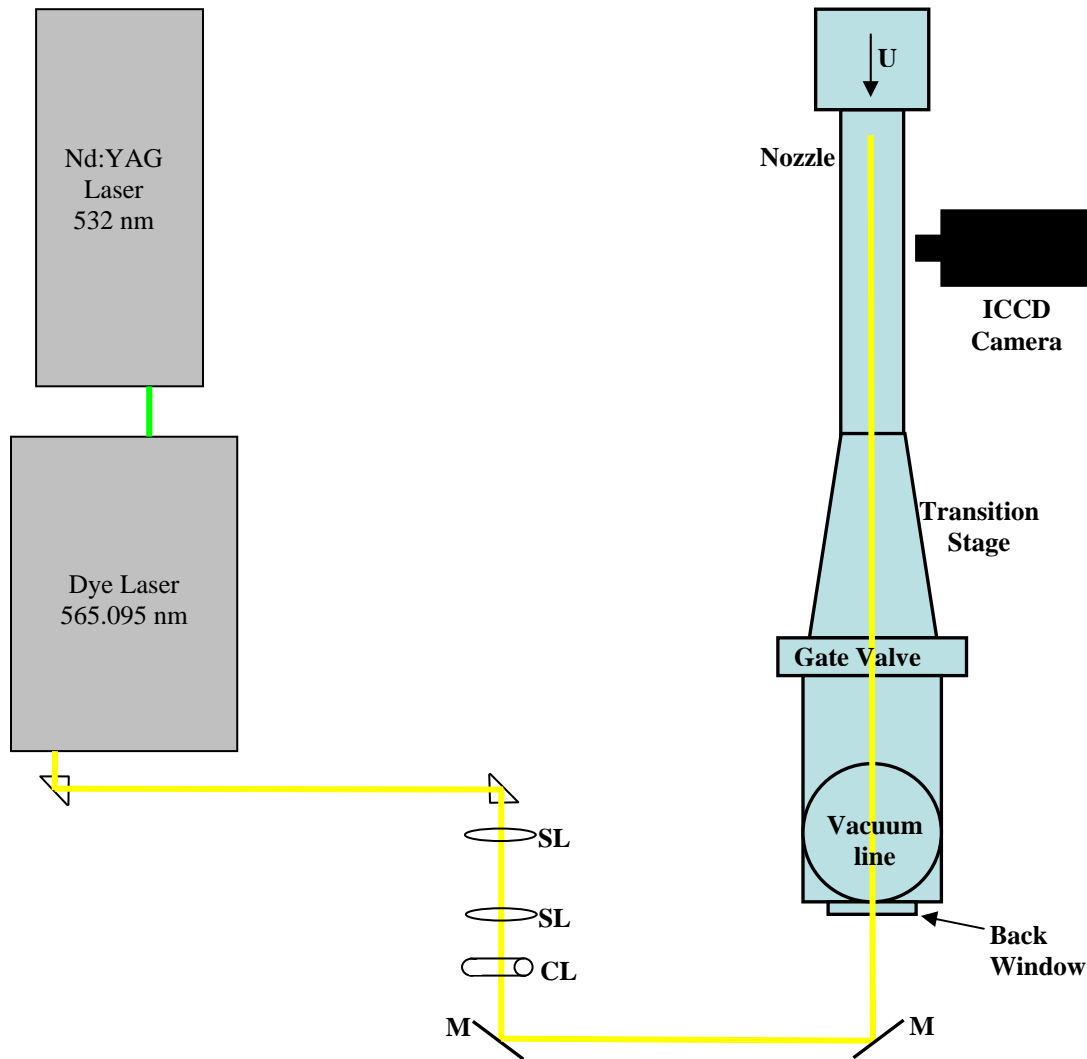 Nd:YAG
Laser
532 nm
U
Nozzle
ICCD
Camera
Transition
Stage
Dye Laser
565.095 nm
Gate Valve
Vacuum
line
SL
SL
CL
Back
Window
M
M